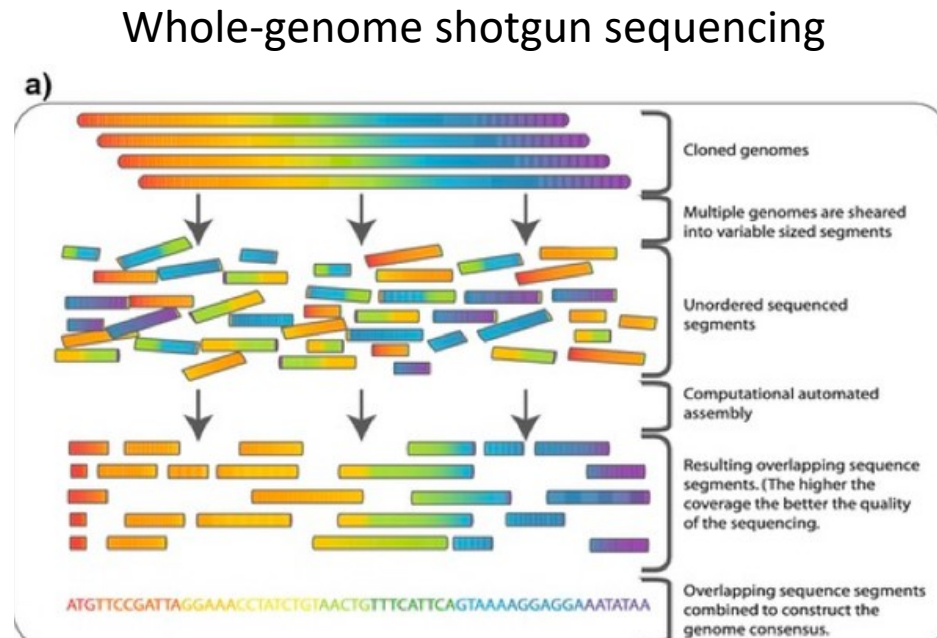 Whole-genome shotgun sequencing
a)
Cloned genomes
Multiple genomes are sheared
into variable sized segments
Unordered sequenced
segments
Computational automated
assembly
Resulting overlapping sequence
segments. (The higher the
coverage the better the quality
of the sequencing.
ATGTTCCGATTAGGAAACCTATCTGTAACTGTTTCATTCAGTAAAAGGAGGAAATATAA
Overlapping sequence segments
combined to construct the
genome consensus.